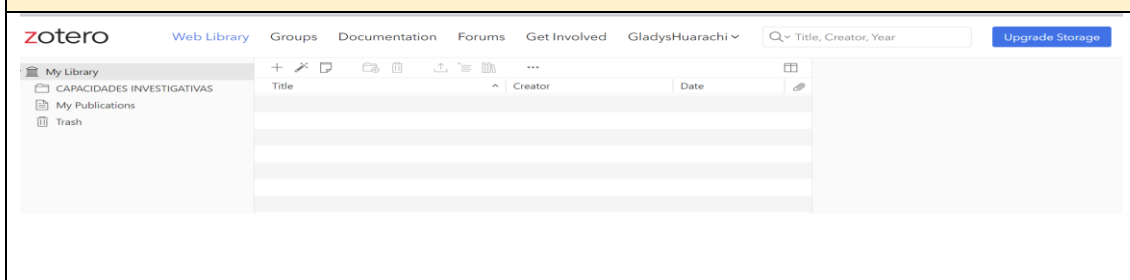 zotero Web Library Groups Documentation Forums Get Involved GladysHuarachi Title, Creator, Year Upgrade Storage
My Library
CAPACIDADES INVESTIGATIVAS
My Publications
Trash
Title Creator Date